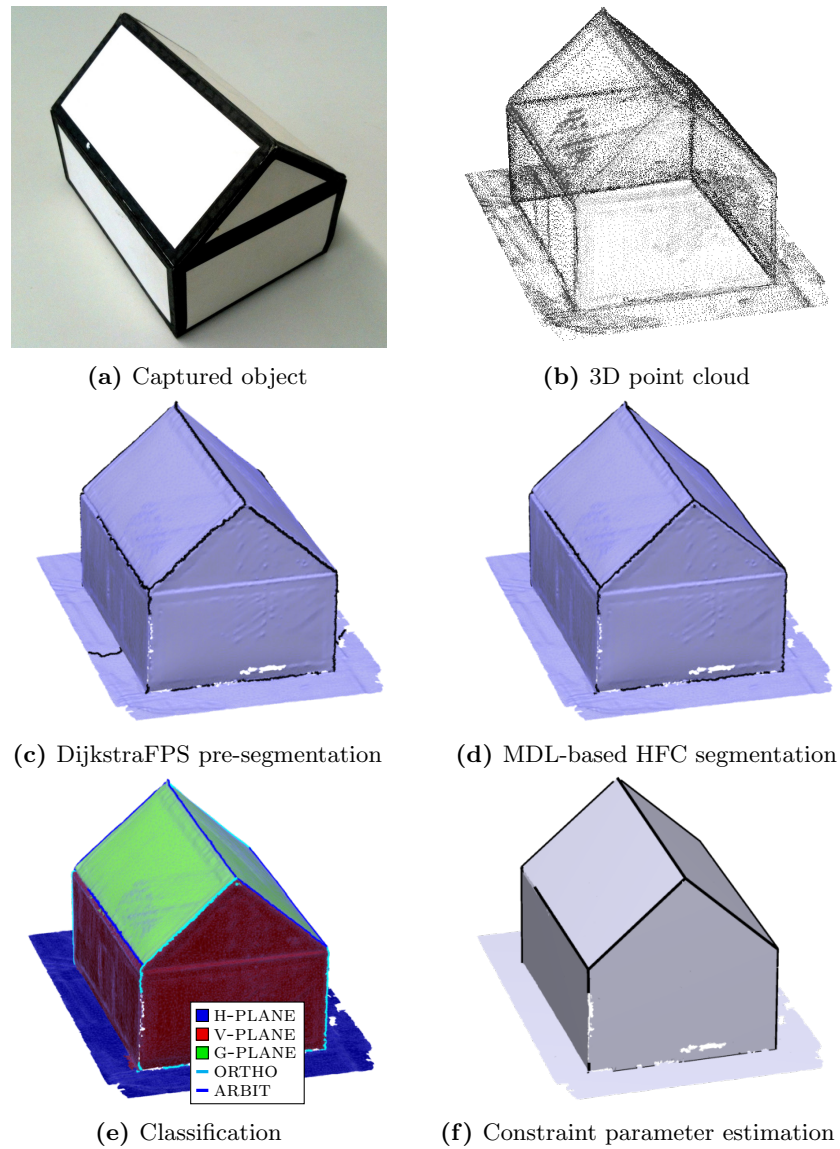 (a) Captured object
(b) 3D point cloud
(c) DijkstraFPS pre-segmentation
(d) MDL-based HFC segmentation
H-PLANE
V-PLANE
G-PLANE
ORTHO
ARBIT
(e) Classification
(f) Constraint parameter estimation